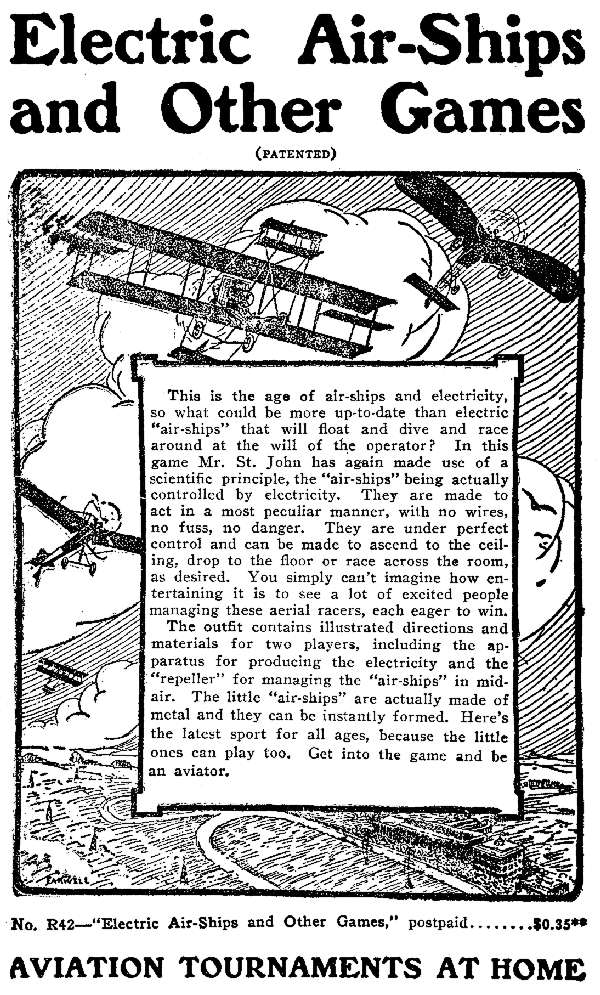 Electric Air-Ships
and Other Games
(PATENTED)
This is the age of air-ships and electricity,
so what could be more up-to-date than electric
“air-ships” that will float and dive and race
around at the will of the operator? In this
game Mr. St. John has again made use of a
scientific principle, the “air-ships” being actually
controlled by electricity. They are made to
act in a most peculiar manner, with no wires,
no fuss, no danger. They are under perfect
control and can be made to ascend to the ceil-
ing, drop to the floor or race across the room,
as desired. You simply can’t imagine how en-
tertaining it is to see a lot of excited people
managing these aerial racers, each eager to win.
The outfit contains illustrated directions and
materials for two players, including the ap-
paratus for producing the electricity and the
“repeller” for managing the “air-ships” in mid-
air. The little “air-ships” are actually made of
metal and they can be instantly formed. Here’s
the latest sport for all ages, because the little
ones can play too. Get into the game and be
an aviator.
No. R42—“Electric Air-Ships and Other Games,” postpaid........$0.35**
AVIATION TOURNAMENTS AT HOME